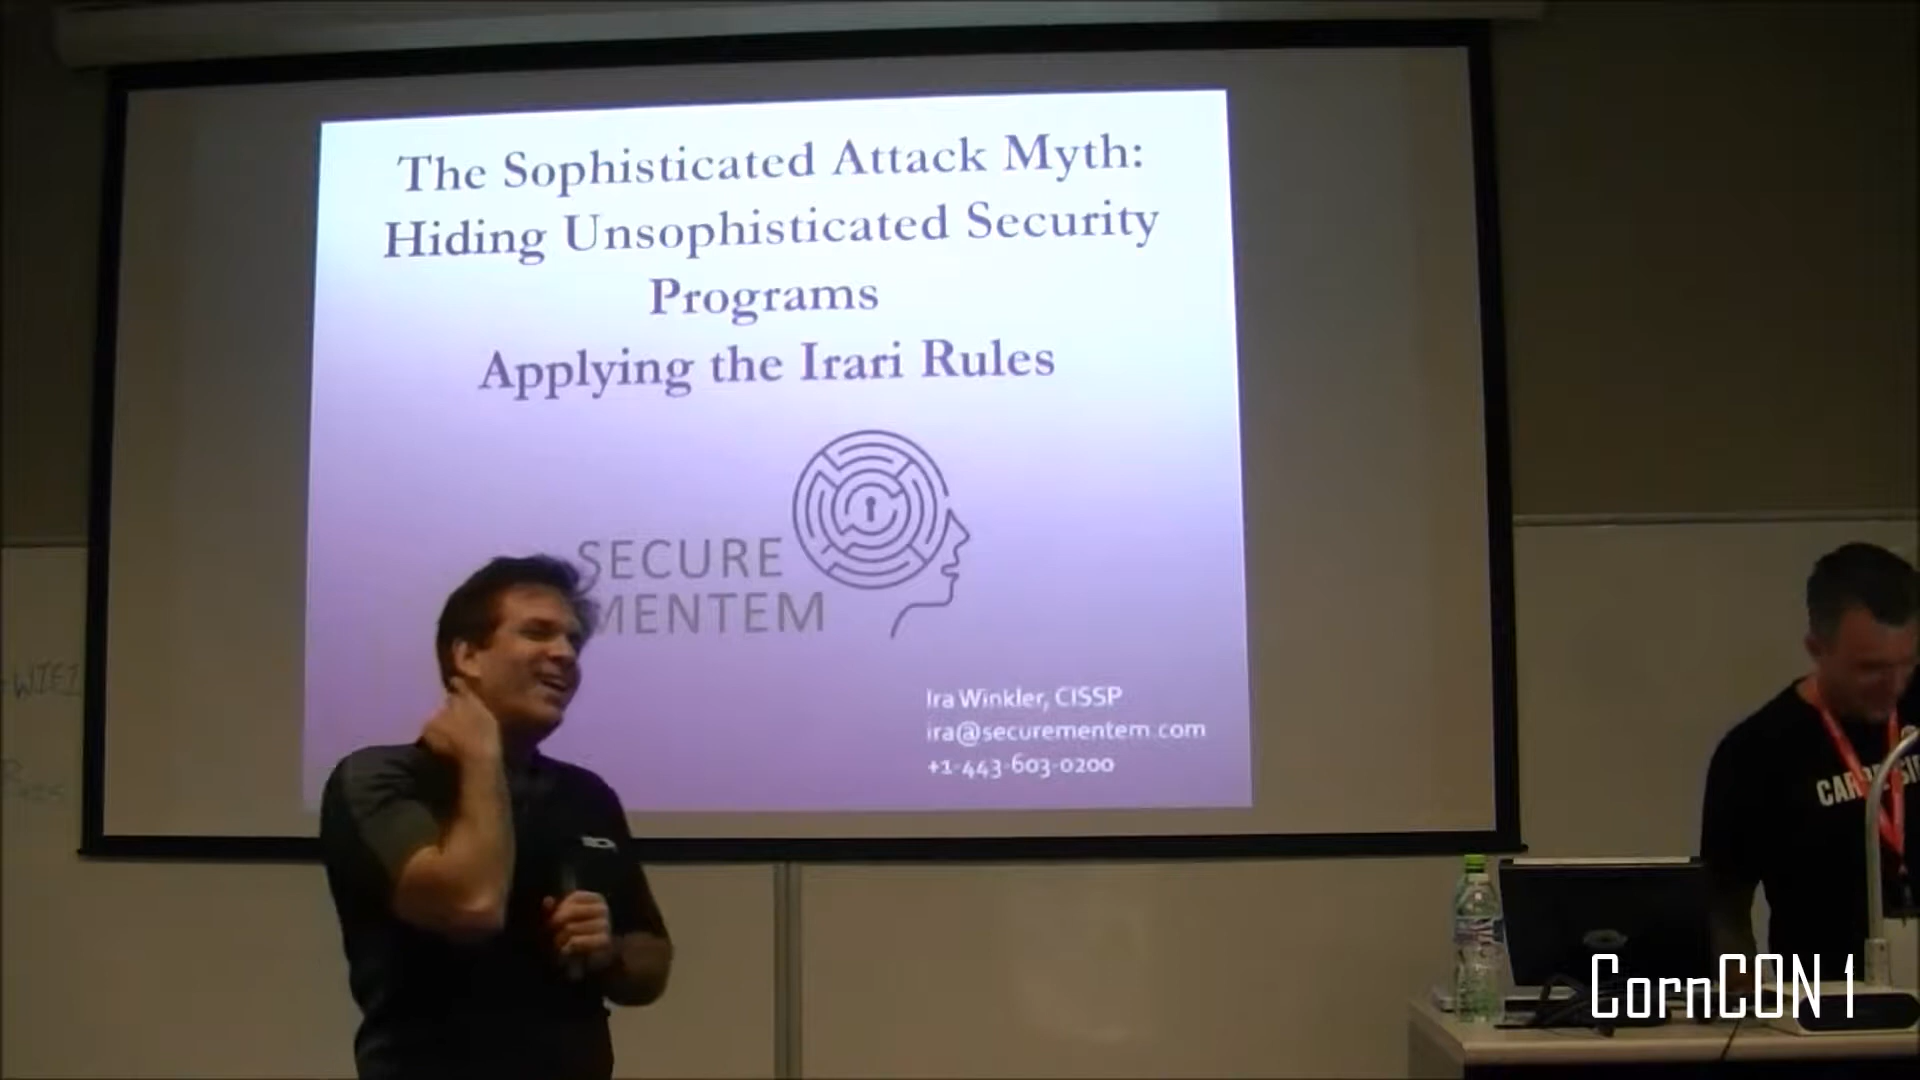 The Sophisticated Attack Myth:
Hiding Unsophisticated Security
Programs
Applying the Irari Rules
SECURE
MENTEM
Ira Winkler, CISSP
ira@securementem.com
+1-443-603-0200
WIFI
CornCON 1